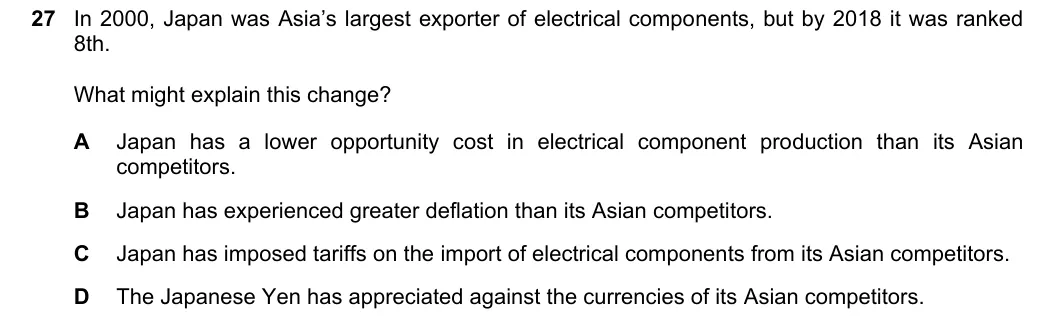 27 In 2000, Japan was Asia’s largest exporter of electrical components, but by 2018 it was ranked
8th.
What might explain this change?
A Japan has a lower opportunity cost in electrical component production than its Asian
competitors.
B Japan has experienced greater deflation than its Asian competitors.
C Japan has imposed tariffs on the import of electrical components from its Asian competitors.
D The Japanese Yen has appreciated against the currencies of its Asian competitors.